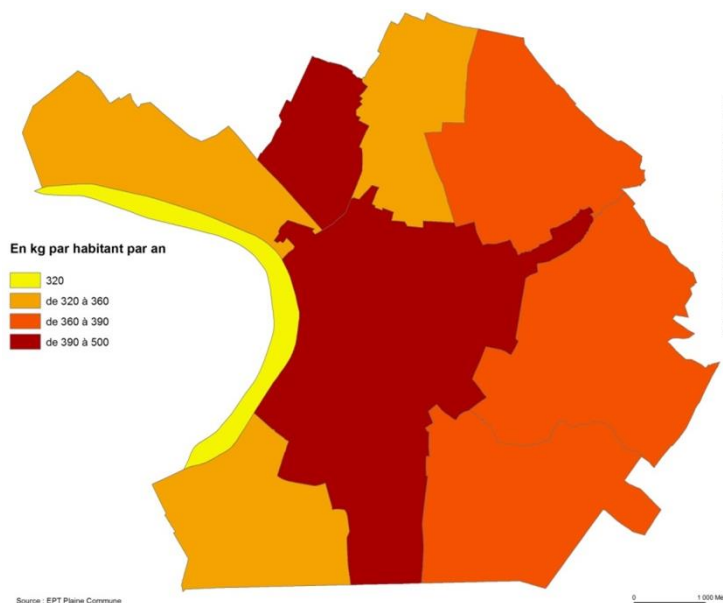 En kg par habitant par an
320
de 320 à 360
de 360 à 390
de 390 à 500
Source : EPT Plaine Commune
0 1 000 Mè